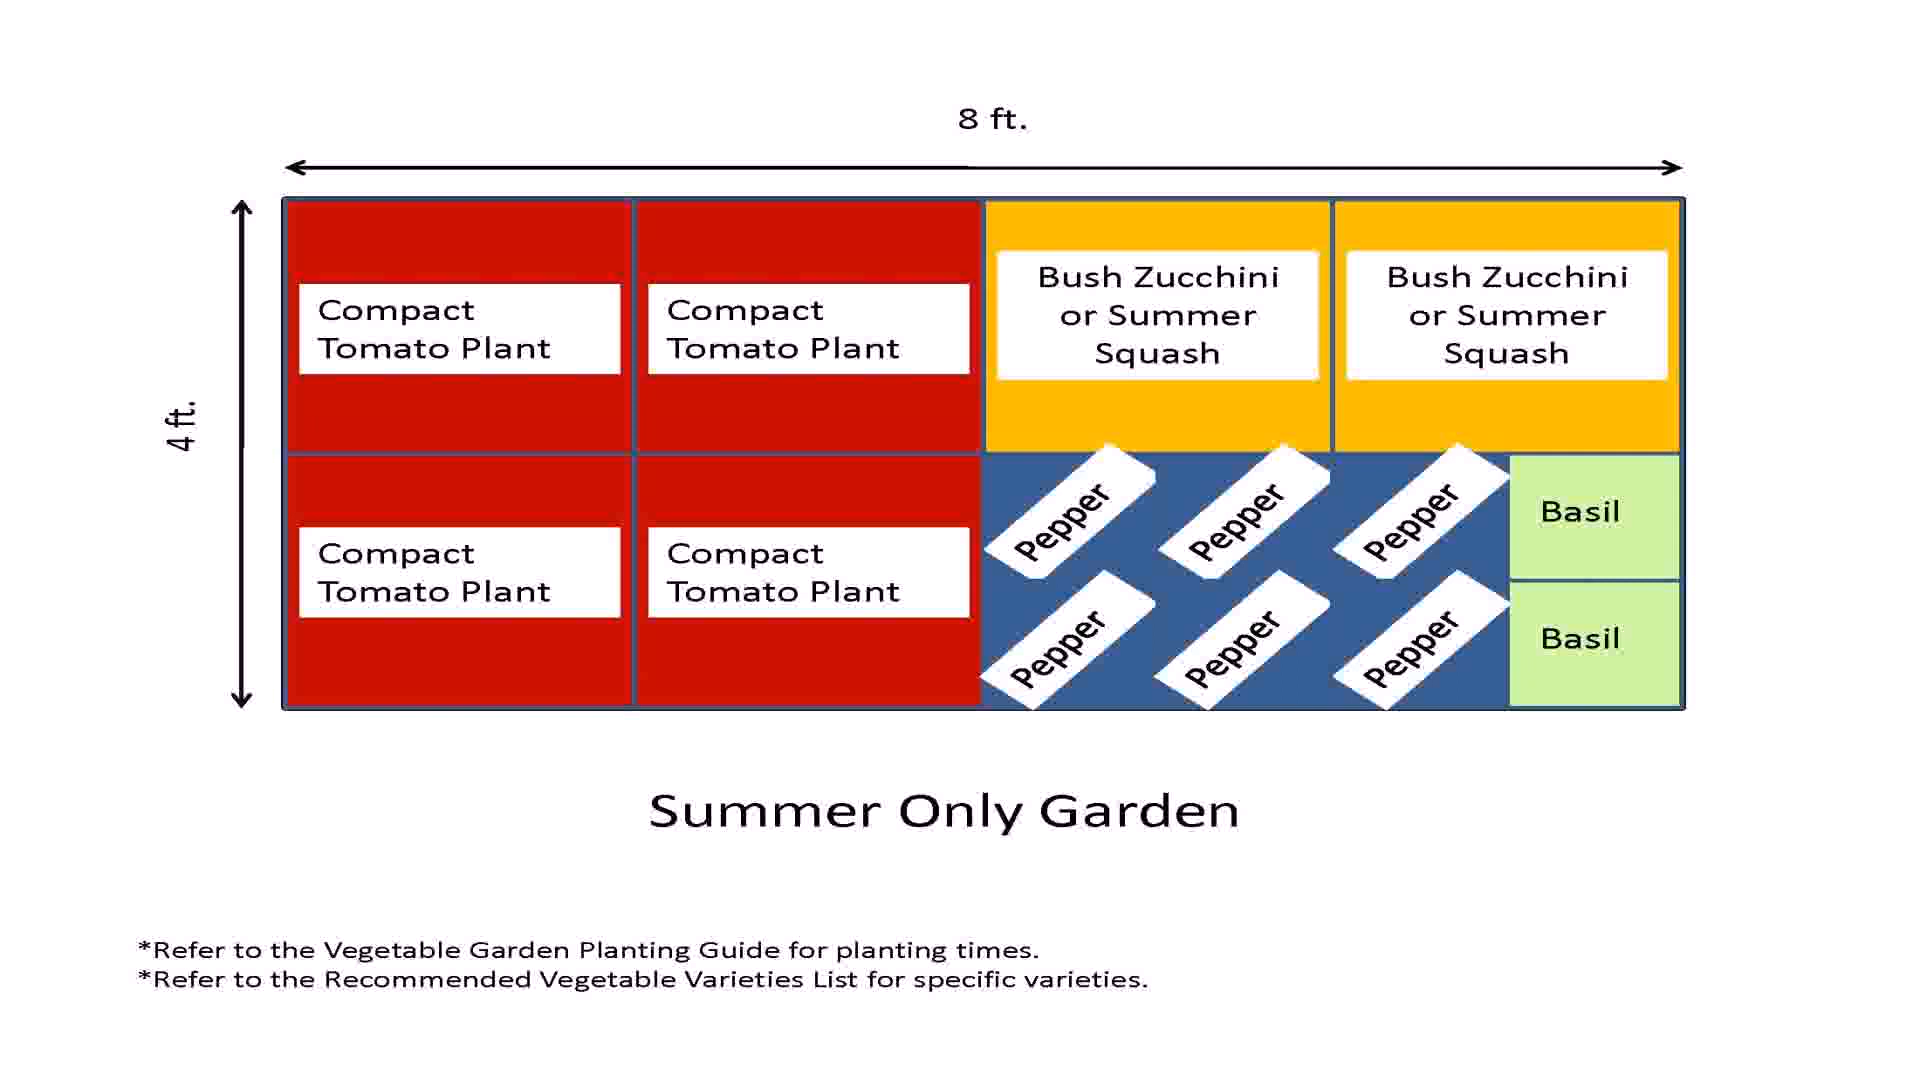 8 ft.
4 ft.
Compact
Tomato Plant
Compact
Tomato Plant
Bush Zucchini
or Summer
Squash
Bush Zucchini
or Summer
Squash
Compact
Tomato Plant
Compact
Tomato Plant
Pepper
Pepper
Pepper
Basil
Pepper
Pepper
Pepper
Basil
Summer Only Garden
*Refer to the Vegetable Garden Planting Guide for planting times.
*Refer to the Recommended Vegetable Varieties List for specific varieties.